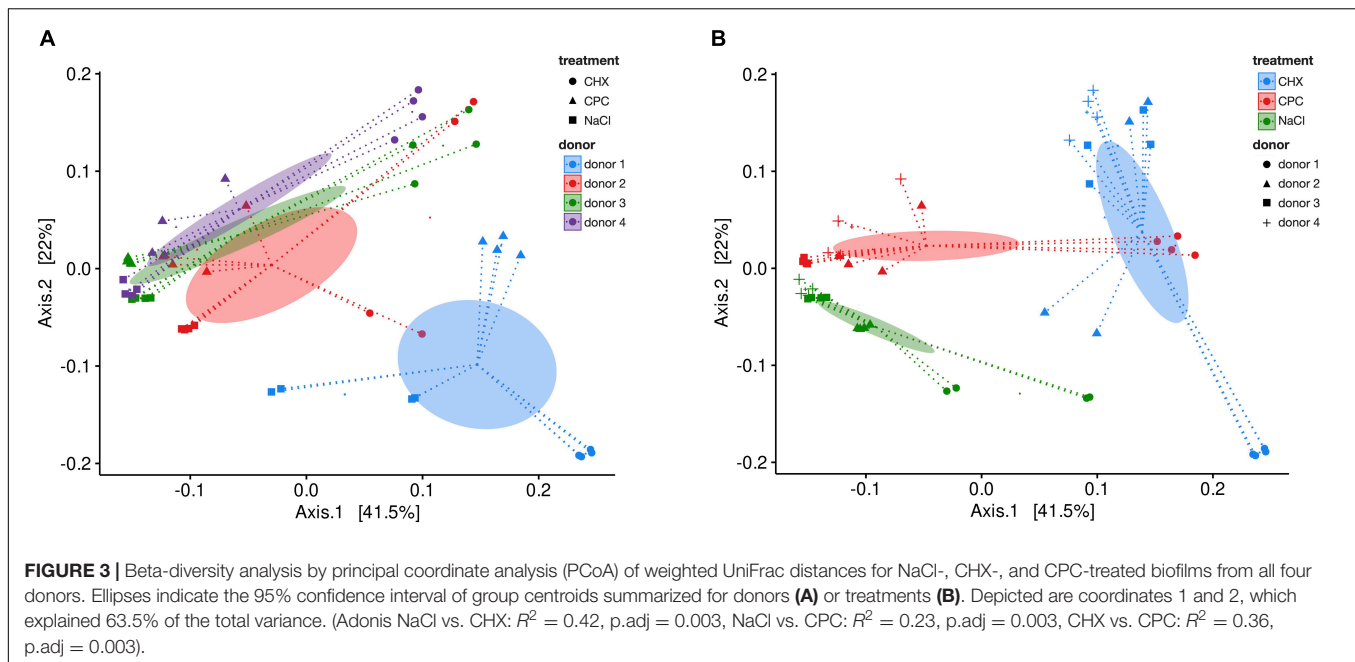 A
treatment
CHX
CPC
NaCl
donor
donor 1
donor 2
donor 3
donor 4
0.2
0.1
0.0
-0.1
-0.2
Axis.2 [22%]
-0.1
0.0
0.1
0.2
Axis.1 [41.5%]
B
treatment
CHX
CPC
NaCl
donor
donor 1
donor 2
donor 3
donor 4
0.2
0.1
0.0
-0.1
-0.2
Axis.2 [22%]
-0.1
0.0
0.1
0.2
Axis.1 [41.5%]
FIGURE 3 | Beta-diversity analysis by principal coordinate analysis (PCoA) of weighted UniFrac distances for NaCl-, CHX-, and CPC-treated biofilms from all four
donors. Ellipses indicate the 95% confidence interval of group centroids summarized for donors (A) or treatments (B). Depicted are coordinates 1 and 2, which
explained 63.5% of the total variance. (Adonis NaCl vs. CHX: R² = 0.42, p.adj = 0.003, NaCl vs. CPC: R² = 0.23, p.adj = 0.003, CHX vs. CPC: R² = 0.36,
p.adj = 0.003).